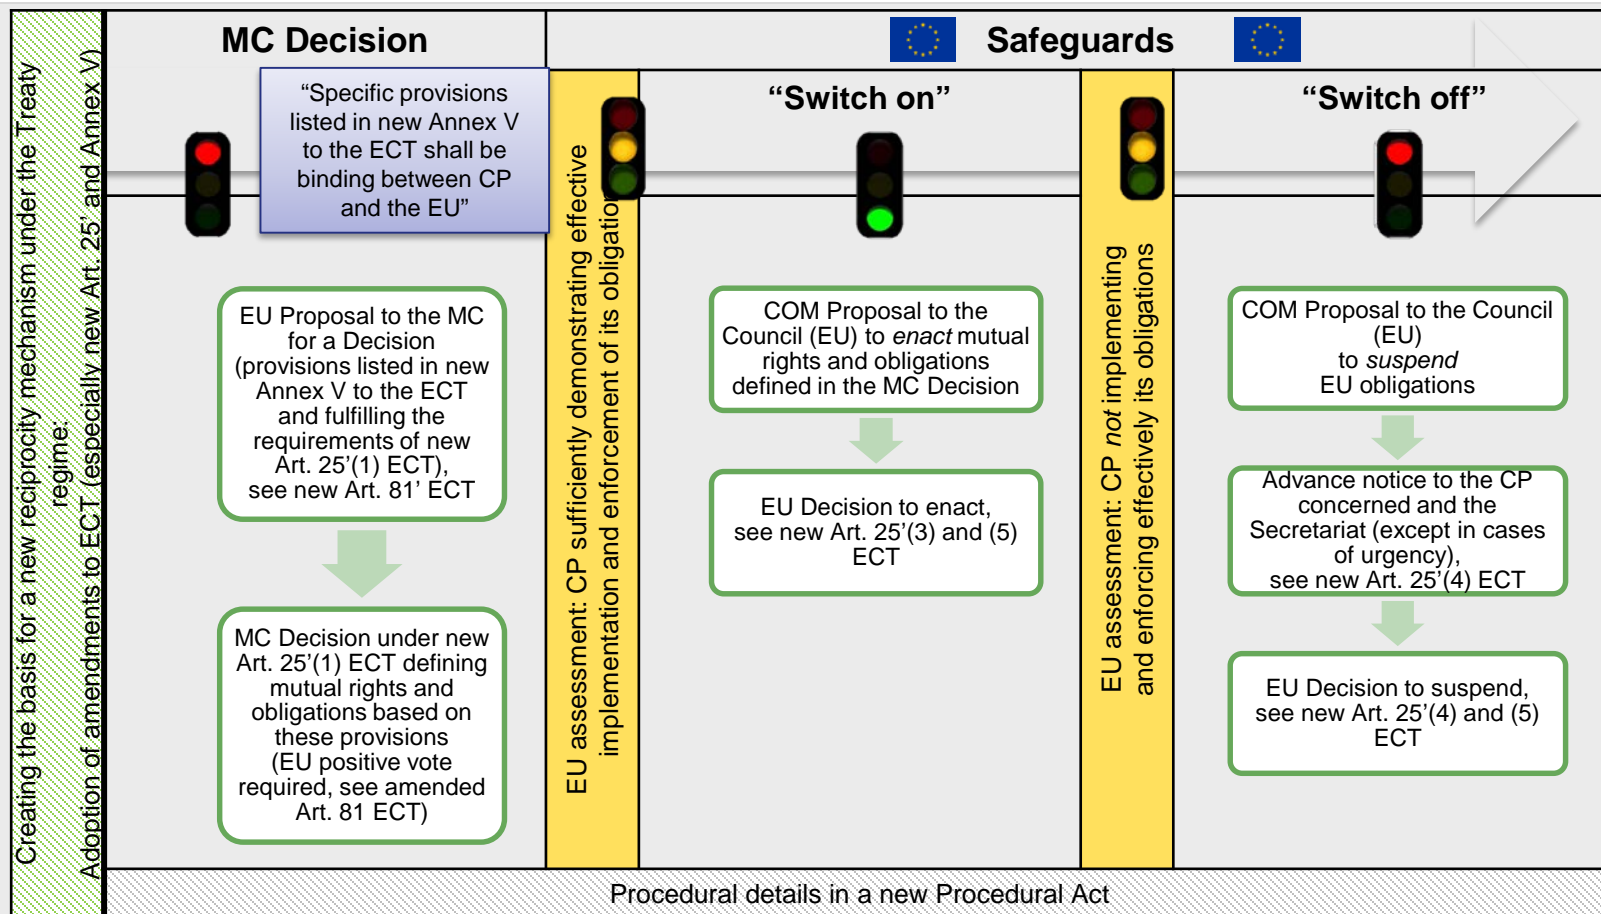 Creating the basis for a new reciprocity mechanism under the Treaty
regime:
Adoption of amendments to ECT (especially new Art. 25’ and Annex V)
MC Decision
“Specific provisions
listed in new Annex V
to the ECT shall be
binding between CP
and the EU”
EU Proposal to the MC
for a Decision
(provisions listed in new
Annex V to the ECT
and fulfilling the
requirements of new
Art. 25’(1) ECT),
see new Art. 81’ ECT
MC Decision under new
Art. 25’(1) ECT defining
mutual rights and
obligations based on
these provisions
(EU positive vote
required, see amended
Art. 81 ECT)
Safeguards
EU assessment: CP sufficiently demonstrating effective
implementation and enforcement of its obligation
“Switch on”
COM Proposal to the
Council (EU) to enact mutual
rights and obligations
defined in the MC Decision
EU Decision to enact,
see new Art. 25’(3) and (5)
ECT
EU assessment: CP not implementing
and enforcing effectively its obligations
“Switch off”
COM Proposal to the Council
(EU)
to suspend
EU obligations
Advance notice to the CP
concerned and the
Secretariat (except in cases
of urgency),
see new Art. 25’(4) ECT
EU Decision to suspend,
see new Art. 25’(4) and (5)
ECT
Procedural details in a new Procedural Act